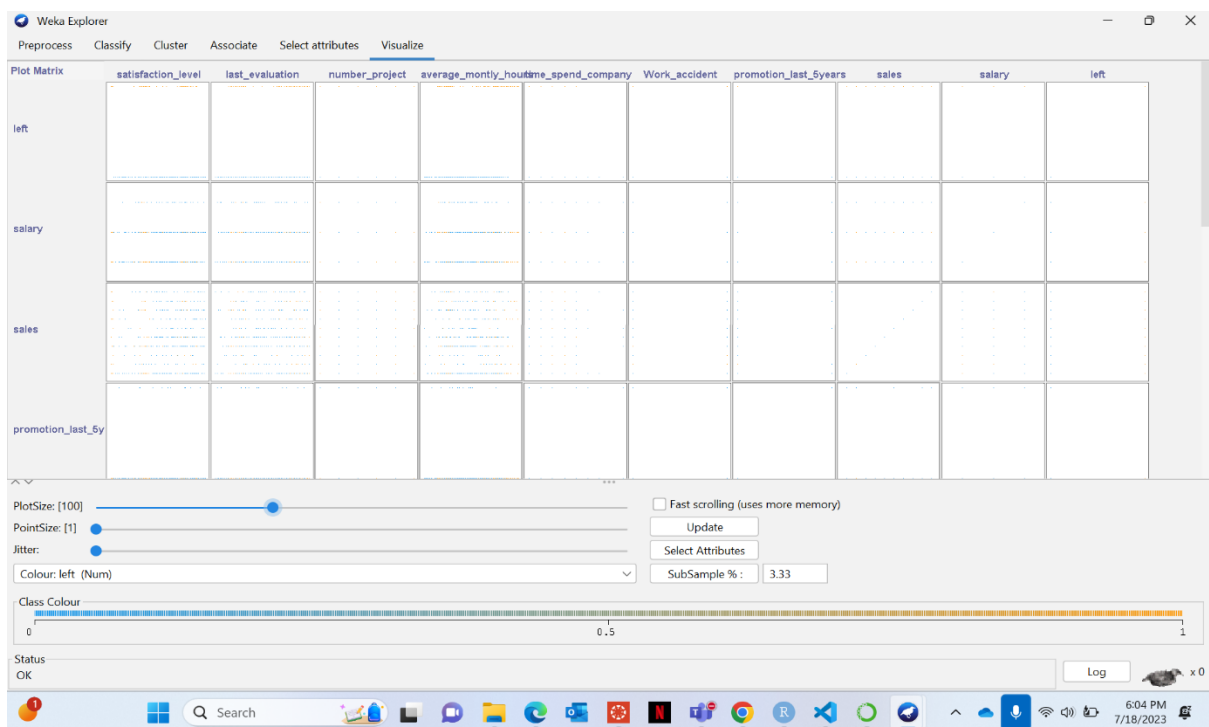 Weka Explorer
Preprocess Classify Cluster Associate Select attributes Visualize
Plot Matrix satisfaction_level last_evaluation number_project average_montly_hours time_spend_company Work_accident promotion_last_5years sales salary left
left
salary
sales
promotion_last_5y
PlotSize: [100] Fast scrolling (uses more memory)
PointSize: [1] Update
Jitter: Select Attributes
Colour: left (Num) SubSample % : 3.33
Class Colour
0 0.5 1
Status
OK Log x 0
1 Search N R 6:04 PM
7/18/2023